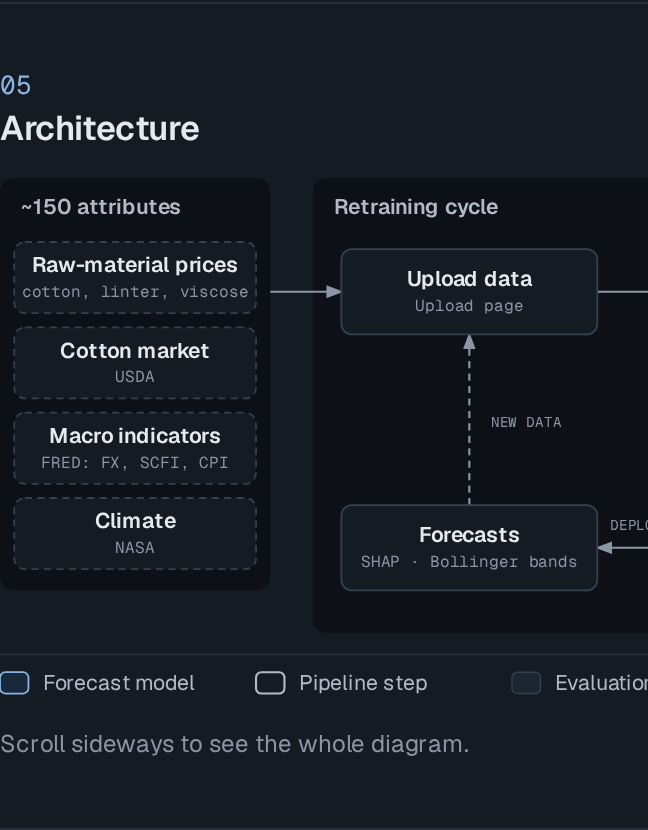 05
Architecture
~150 attributes
Raw-material prices
cotton, linter, viscose
Cotton market
USDA
Macro indicators
FRED: FX, SCFI, CPI
Climate
NASA
Retraining cycle
Upload data
Upload page
NEW DATA
Forecasts
SHAP · Bollinger bands
DEPLO
Forecast model
Pipeline step
Evaluation
Scroll sideways to see the whole diagram.